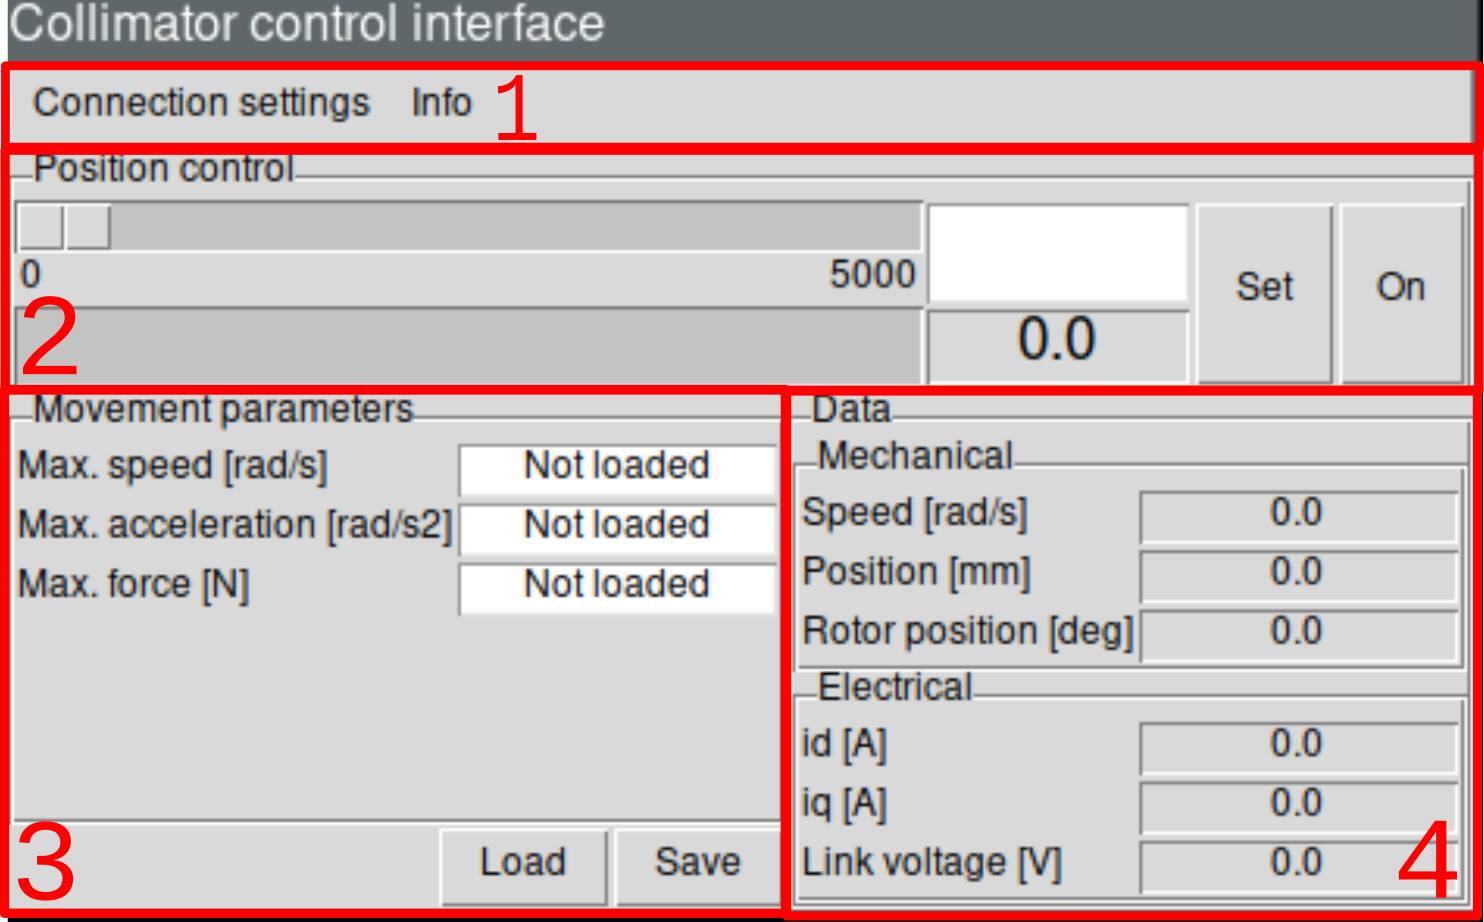 Collimator control interface
Connection settings Info 1
Position control
0 5000
Set On
2 0.0
Movement parameters
Max. speed [rad/s] Not loaded
Max. acceleration [rad/s2] Not loaded
Max. force [N] Not loaded
3 Load Save
Data
Mechanical
Speed [rad/s] 0.0
Position [mm] 0.0
Rotor position [deg] 0.0
Electrical
id [A] 0.0
iq [A] 0.0
Link voltage [V] 0.0 4